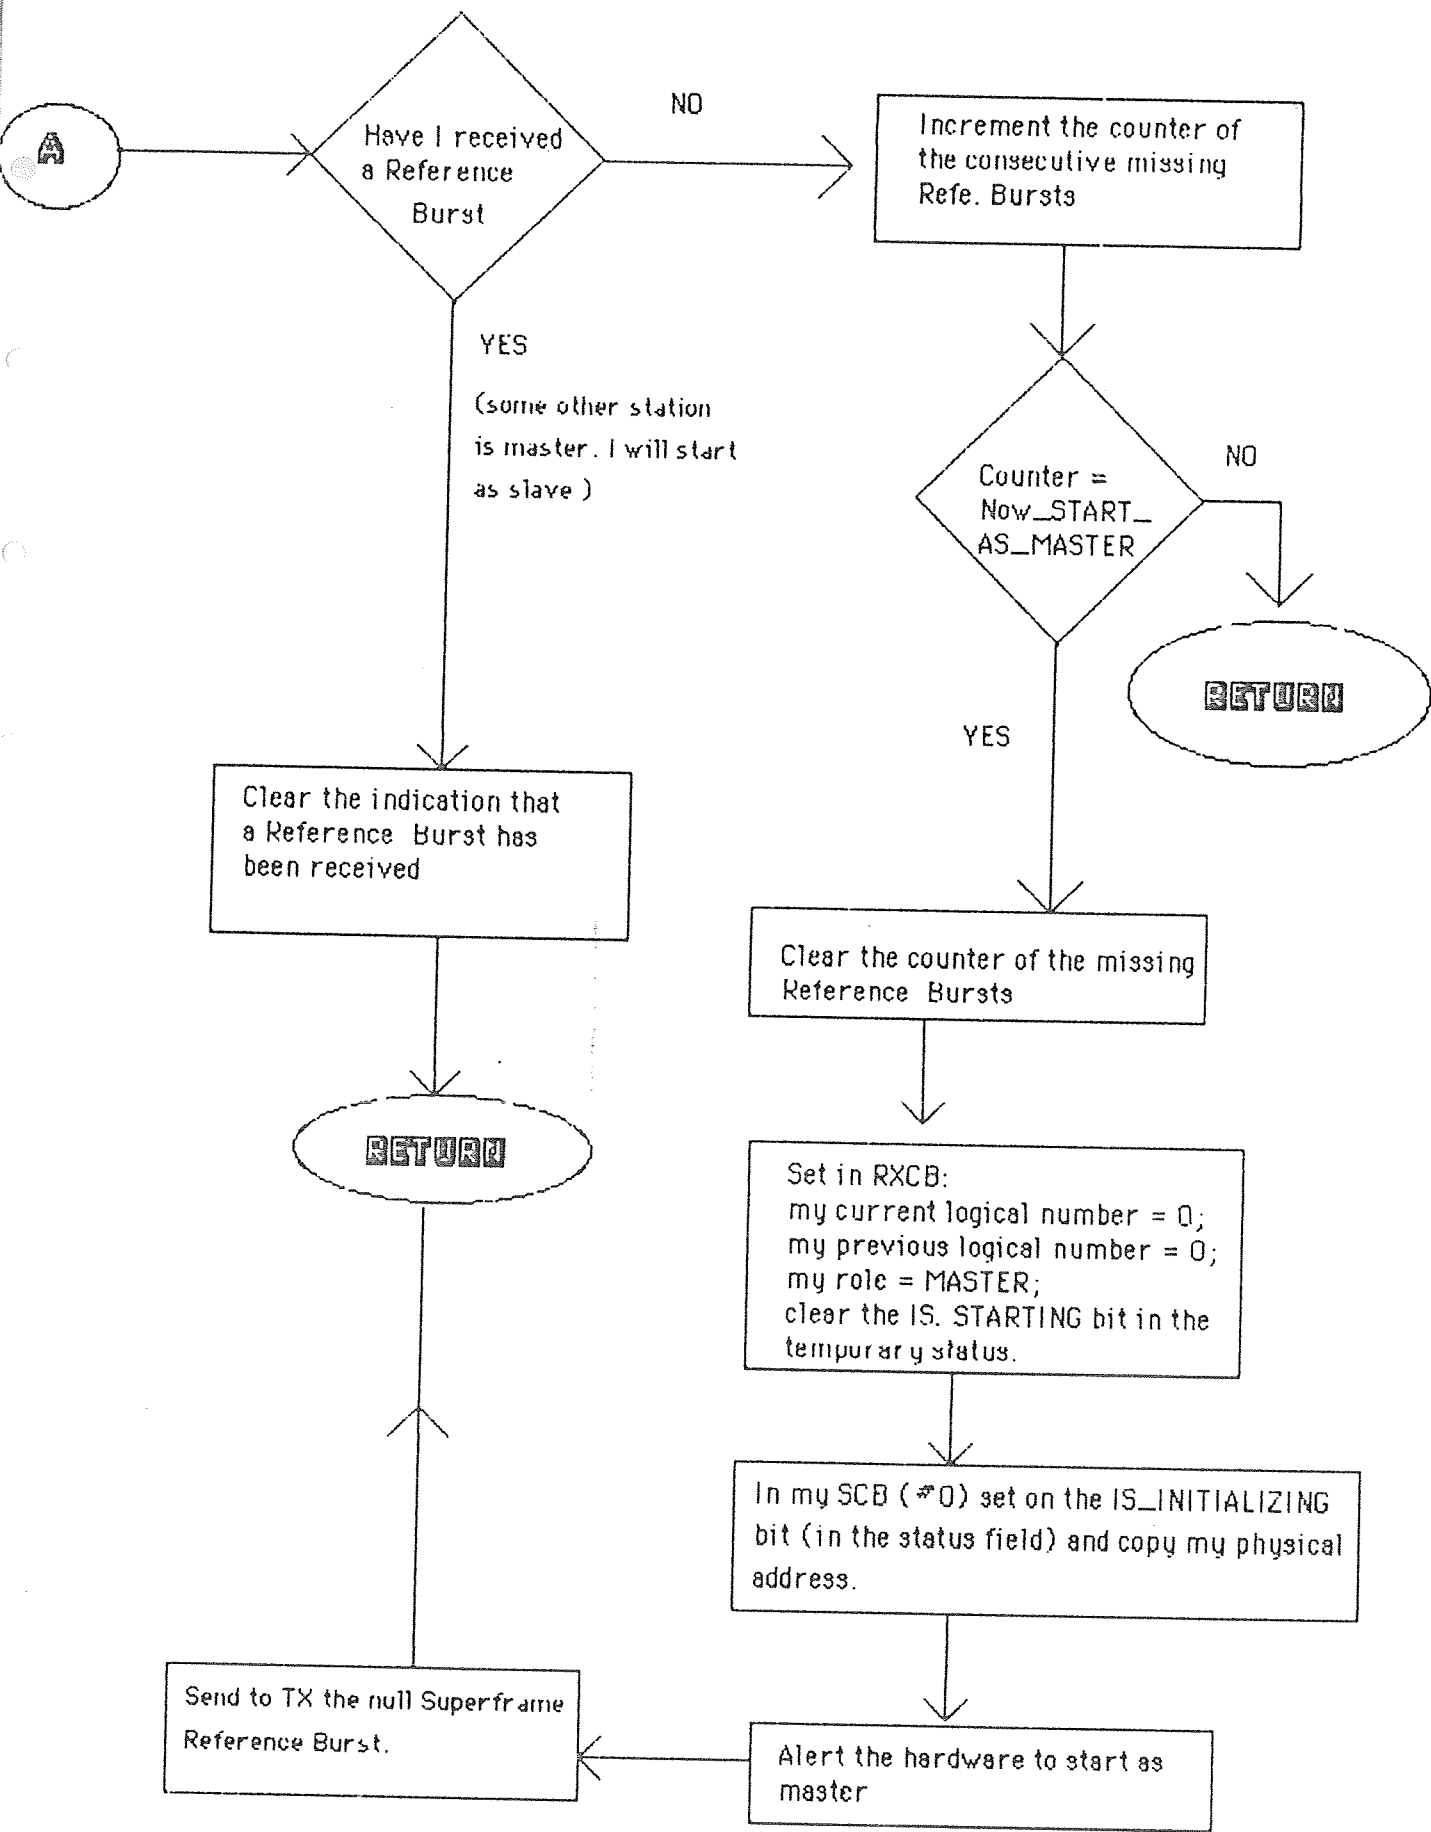 A
Have I received
a Reference
Burst
NO
Increment the counter of
the consecutive missing
Refe. Bursts
YES
(some other station
is master. I will start
as slave )
Counter =
Now_START_
AS_MASTER
NO
RETURN
YES
Clear the indication that
a Reference Burst has
been received
Clear the counter of the missing
Reference Bursts
RETURN
Set in RXCB:
my current logical number = 0;
my previous logical number = 0;
my role = MASTER;
clear the IS. STARTING bit in the
temporary status.
In my SCB (#0) set on the IS_INITIALIZING
bit (in the status field) and copy my physical
address.
Send to TX the null Superframe
Reference Burst.
Alert the hardware to start as
master